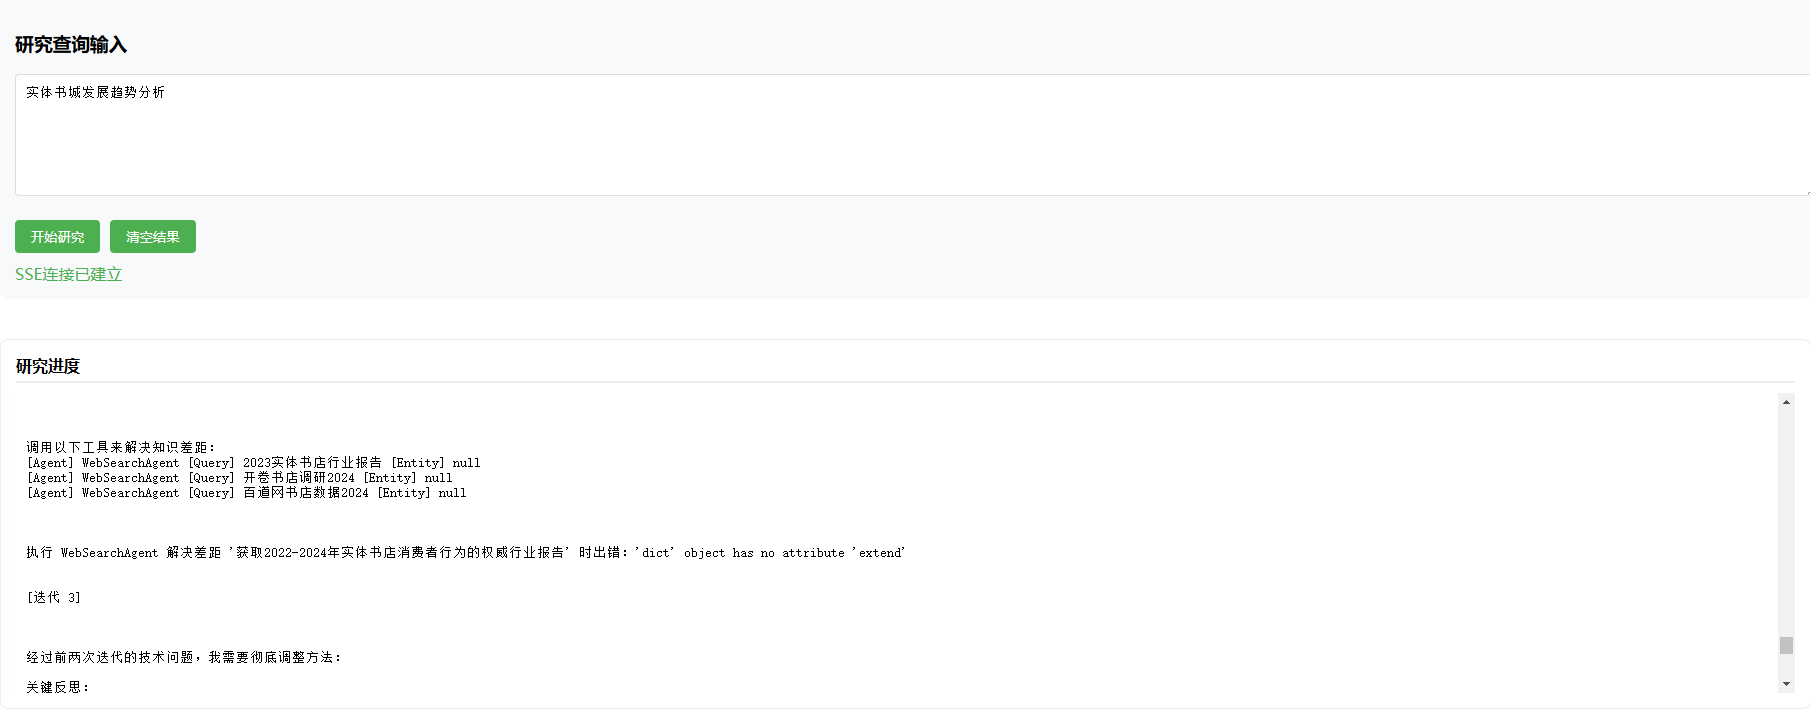 研究查询输入
实体书城发展趋势分析
开始研究 清空结果
SSE连接已建立
研究进度
调用以下工具来解决知识差距：
[Agent] WebSearchAgent [Query] 2023实体书店行业报告 [Entity] null
[Agent] WebSearchAgent [Query] 开卷书店调研2024 [Entity] null
[Agent] WebSearchAgent [Query] 百道网书店数据2024 [Entity] null
执行 WebSearchAgent 解决差距 '获取2022-2024年实体书店消费者行为的权威行业报告' 时出错：'dict' object has no attribute 'extend'
[迭代 3]
经过前两次迭代的技术问题，我需要彻底调整方法：
关键反思：